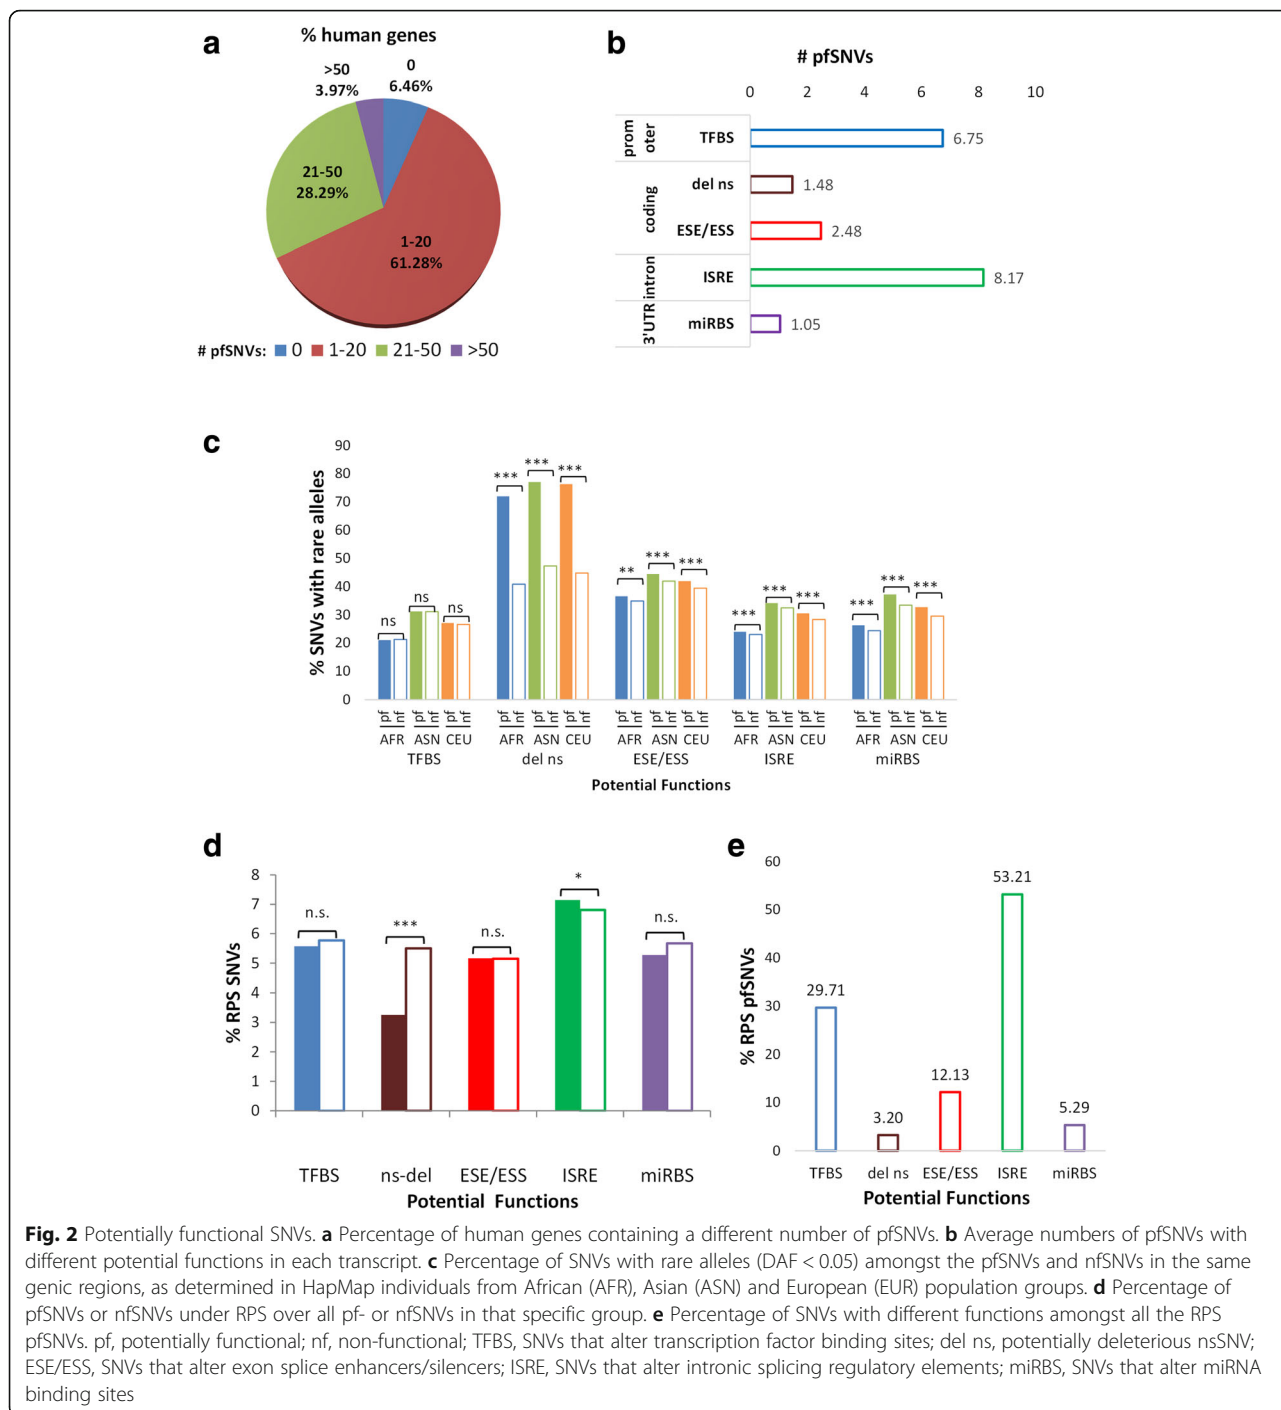 a
% human genes
>50
3.97%
0
6.46%
21-50
28.29%
1-20
61.28%
# pfSNVs: 0 1-20 21-50 >50
b
# pfSNVs
0 2 4 6 8 10
prom
oter
coding
intron
3'UTR
TFBS 6.75
del ns 1.48
ESE/ESS 2.48
ISRE 8.17
miRBS 1.05
c
% SNVs with rare alleles
90
80
70
60
50
40
30
20
10
0
ns ns ns
*** *** ***
** *** ***
*** *** ***
*** *** ***
pf nf pf nf pf nf pf nf pf nf pf nf pf nf pf nf pf nf pf nf pf nf pf nf pf nf pf nf pf nf
AFR ASN CEU AFR ASN CEU AFR ASN CEU AFR ASN CEU AFR ASN CEU
TFBS del ns ESE/ESS ISRE miRBS
Potential Functions
d
% RPS SNVs
8
7
6
5
4
3
2
1
0
n.s. *** n.s. * n.s.
TFBS ns-del ESE/ESS ISRE miRBS
Potential Functions
e
% RPS pfSNVs
60
50
40
30
20
10
0
29.71 3.20 12.13 53.21 5.29
TFBS del ns ESE/ESS ISRE miRBS
Potential Functions
Fig. 2 Potentially functional SNVs. a Percentage of human genes containing a different number of pfSNVs. b Average numbers of pfSNVs with
different potential functions in each transcript. c Percentage of SNVs with rare alleles (DAF < 0.05) amongst the pfSNVs and nfSNVs in the same
genic regions, as determined in HapMap individuals from African (AFR), Asian (ASN) and European (EUR) population groups. d Percentage of
pfSNVs or nfSNVs under RPS over all pf- or nfSNVs in that specific group. e Percentage of SNVs with different functions amongst all the RPS
pfSNVs. pf, potentially functional; nf, non-functional; TFBS, SNVs that alter transcription factor binding sites; del ns, potentially deleterious nsSNV;
ESE/ESS, SNVs that alter exon splice enhancers/silencers; ISRE, SNVs that alter intronic splicing regulatory elements; miRBS, SNVs that alter miRNA
binding sites